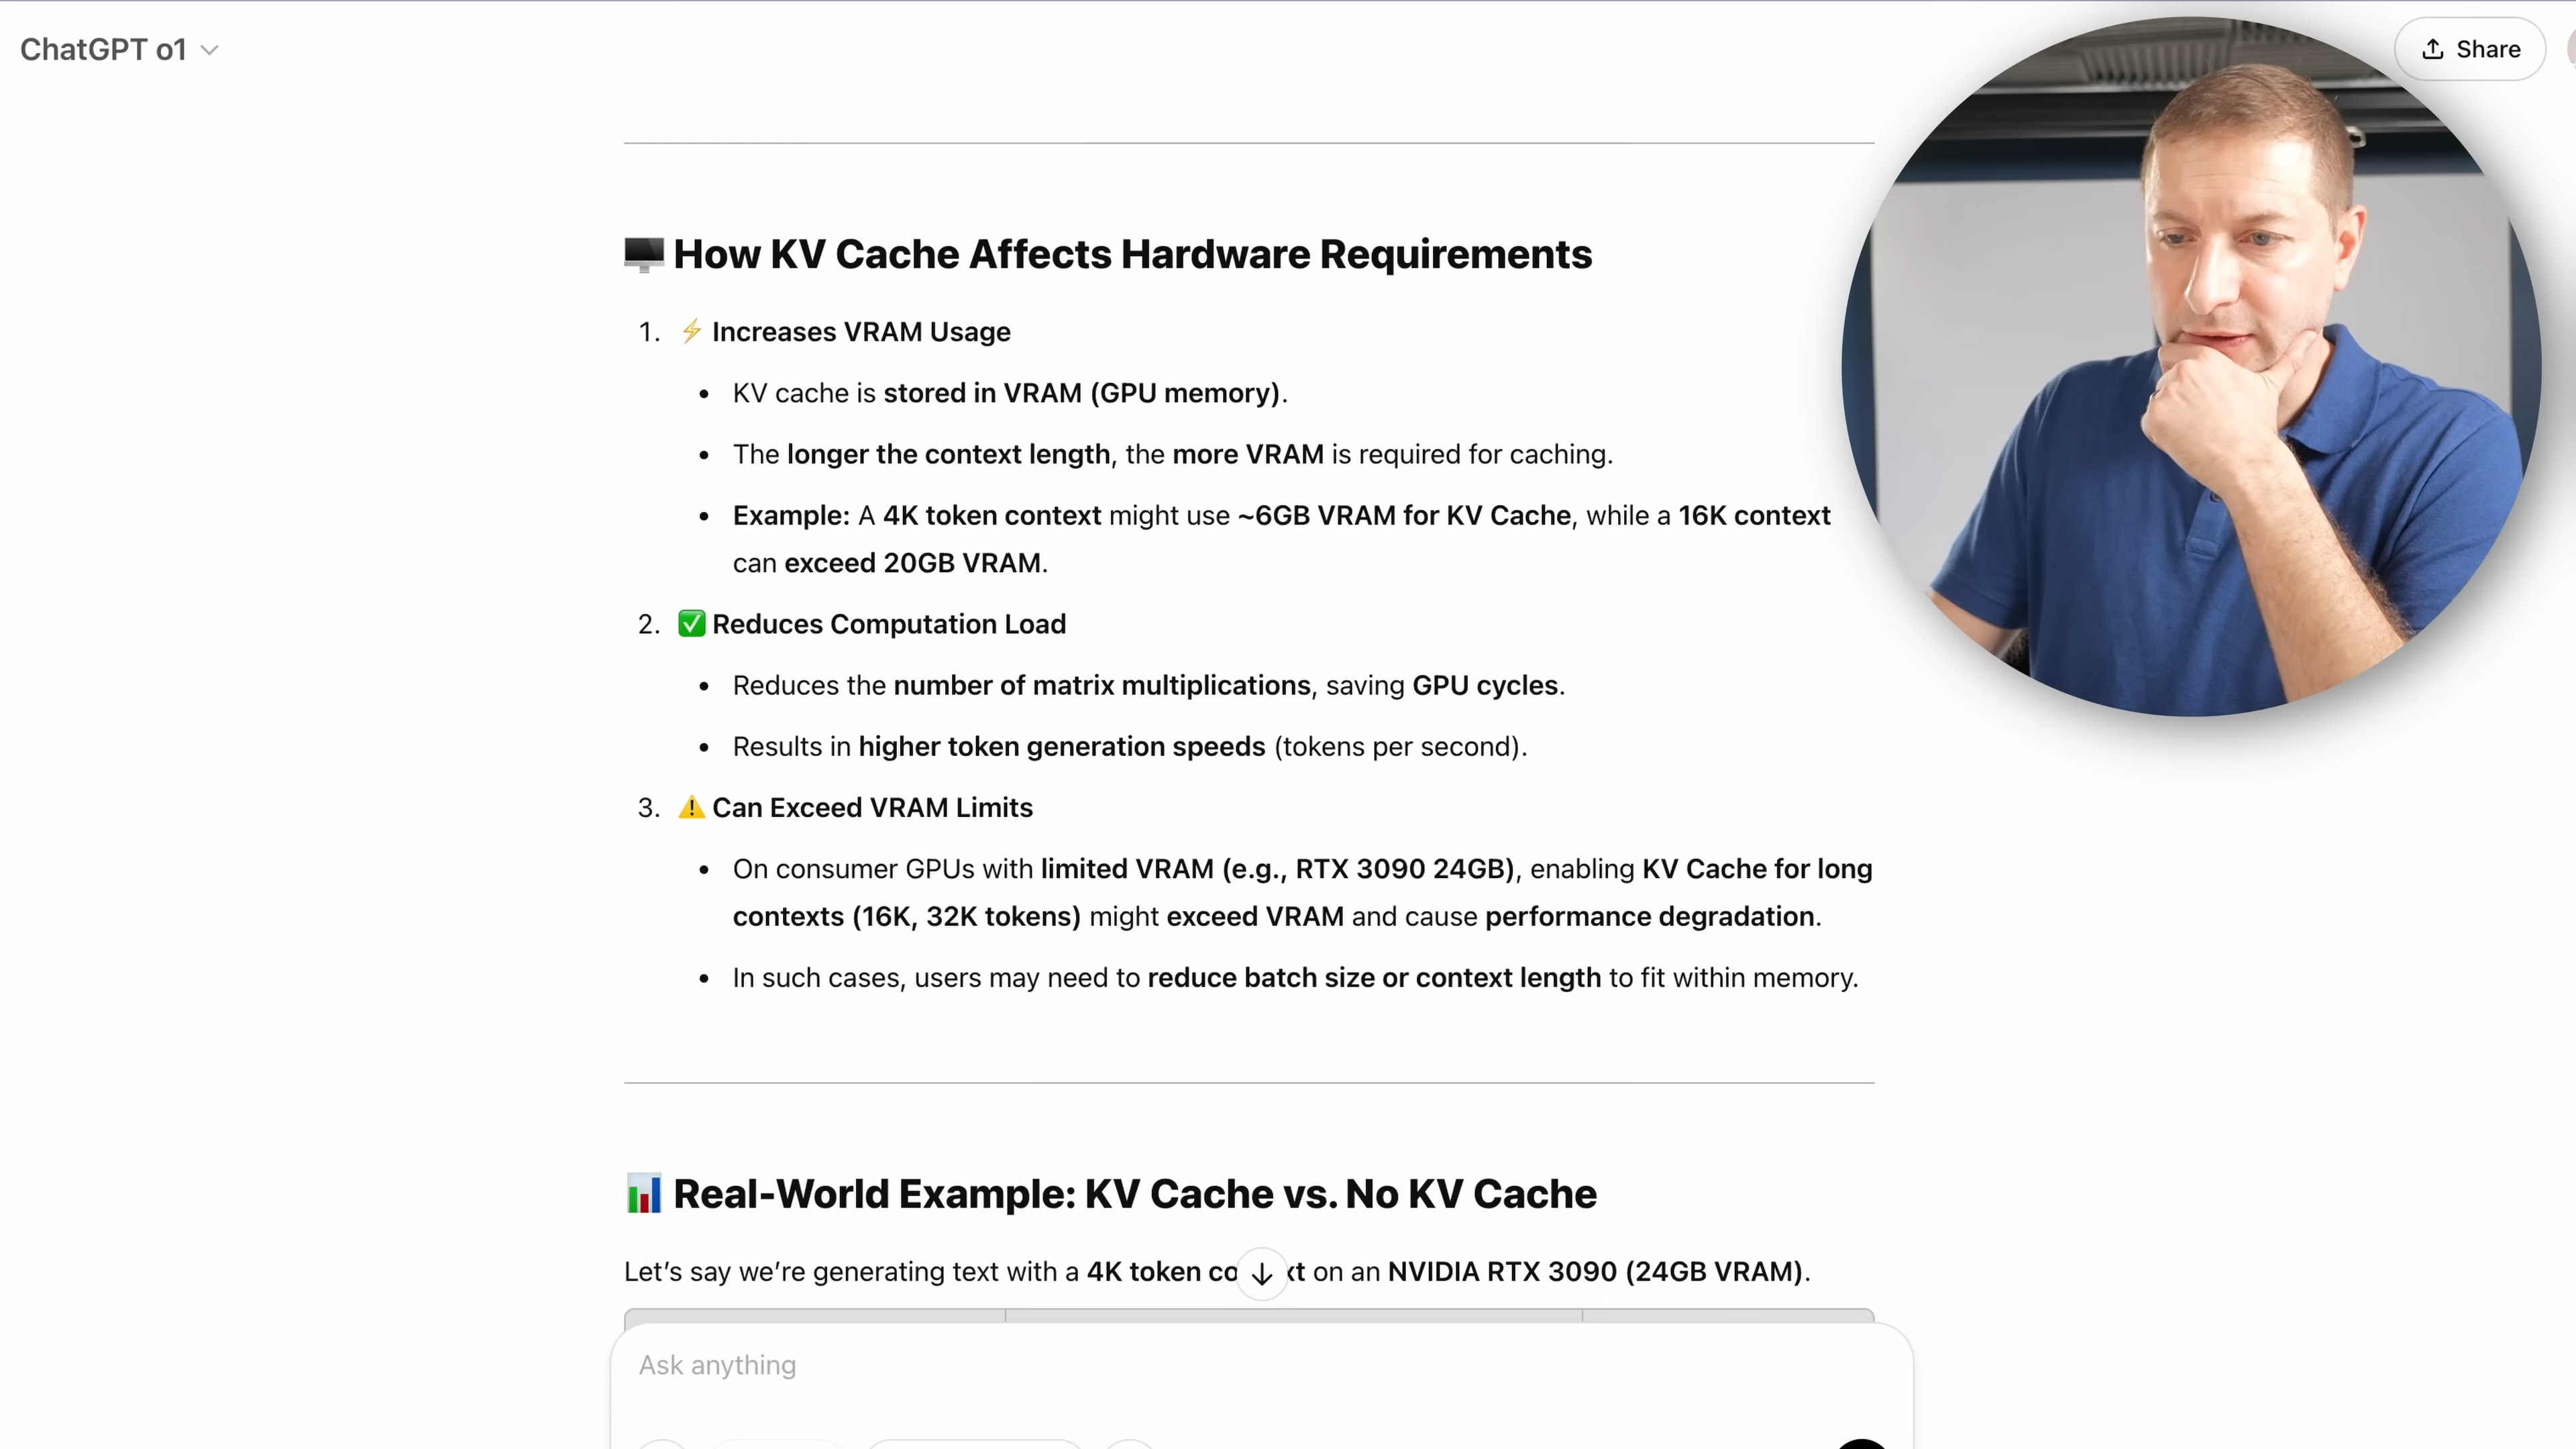 ChatGPT o1
Share
How KV Cache Affects Hardware Requirements
1. ⚡ Increases VRAM Usage
• KV cache is stored in VRAM (GPU memory).
• The longer the context length, the more VRAM is required for caching.
• Example: A 4K token context might use ~6GB VRAM for KV Cache, while a 16K context
can exceed 20GB VRAM.
2. ✅ Reduces Computation Load
• Reduces the number of matrix multiplications, saving GPU cycles.
• Results in higher token generation speeds (tokens per second).
3. ⚠️ Can Exceed VRAM Limits
• On consumer GPUs with limited VRAM (e.g., RTX 3090 24GB), enabling KV Cache for long
contexts (16K, 32K tokens) might exceed VRAM and cause performance degradation.
• In such cases, users may need to reduce batch size or context length to fit within memory.
Real-World Example: KV Cache vs. No KV Cache
Let’s say we’re generating text with a 4K token co xt on an NVIDIA RTX 3090 (24GB VRAM).
Ask anything